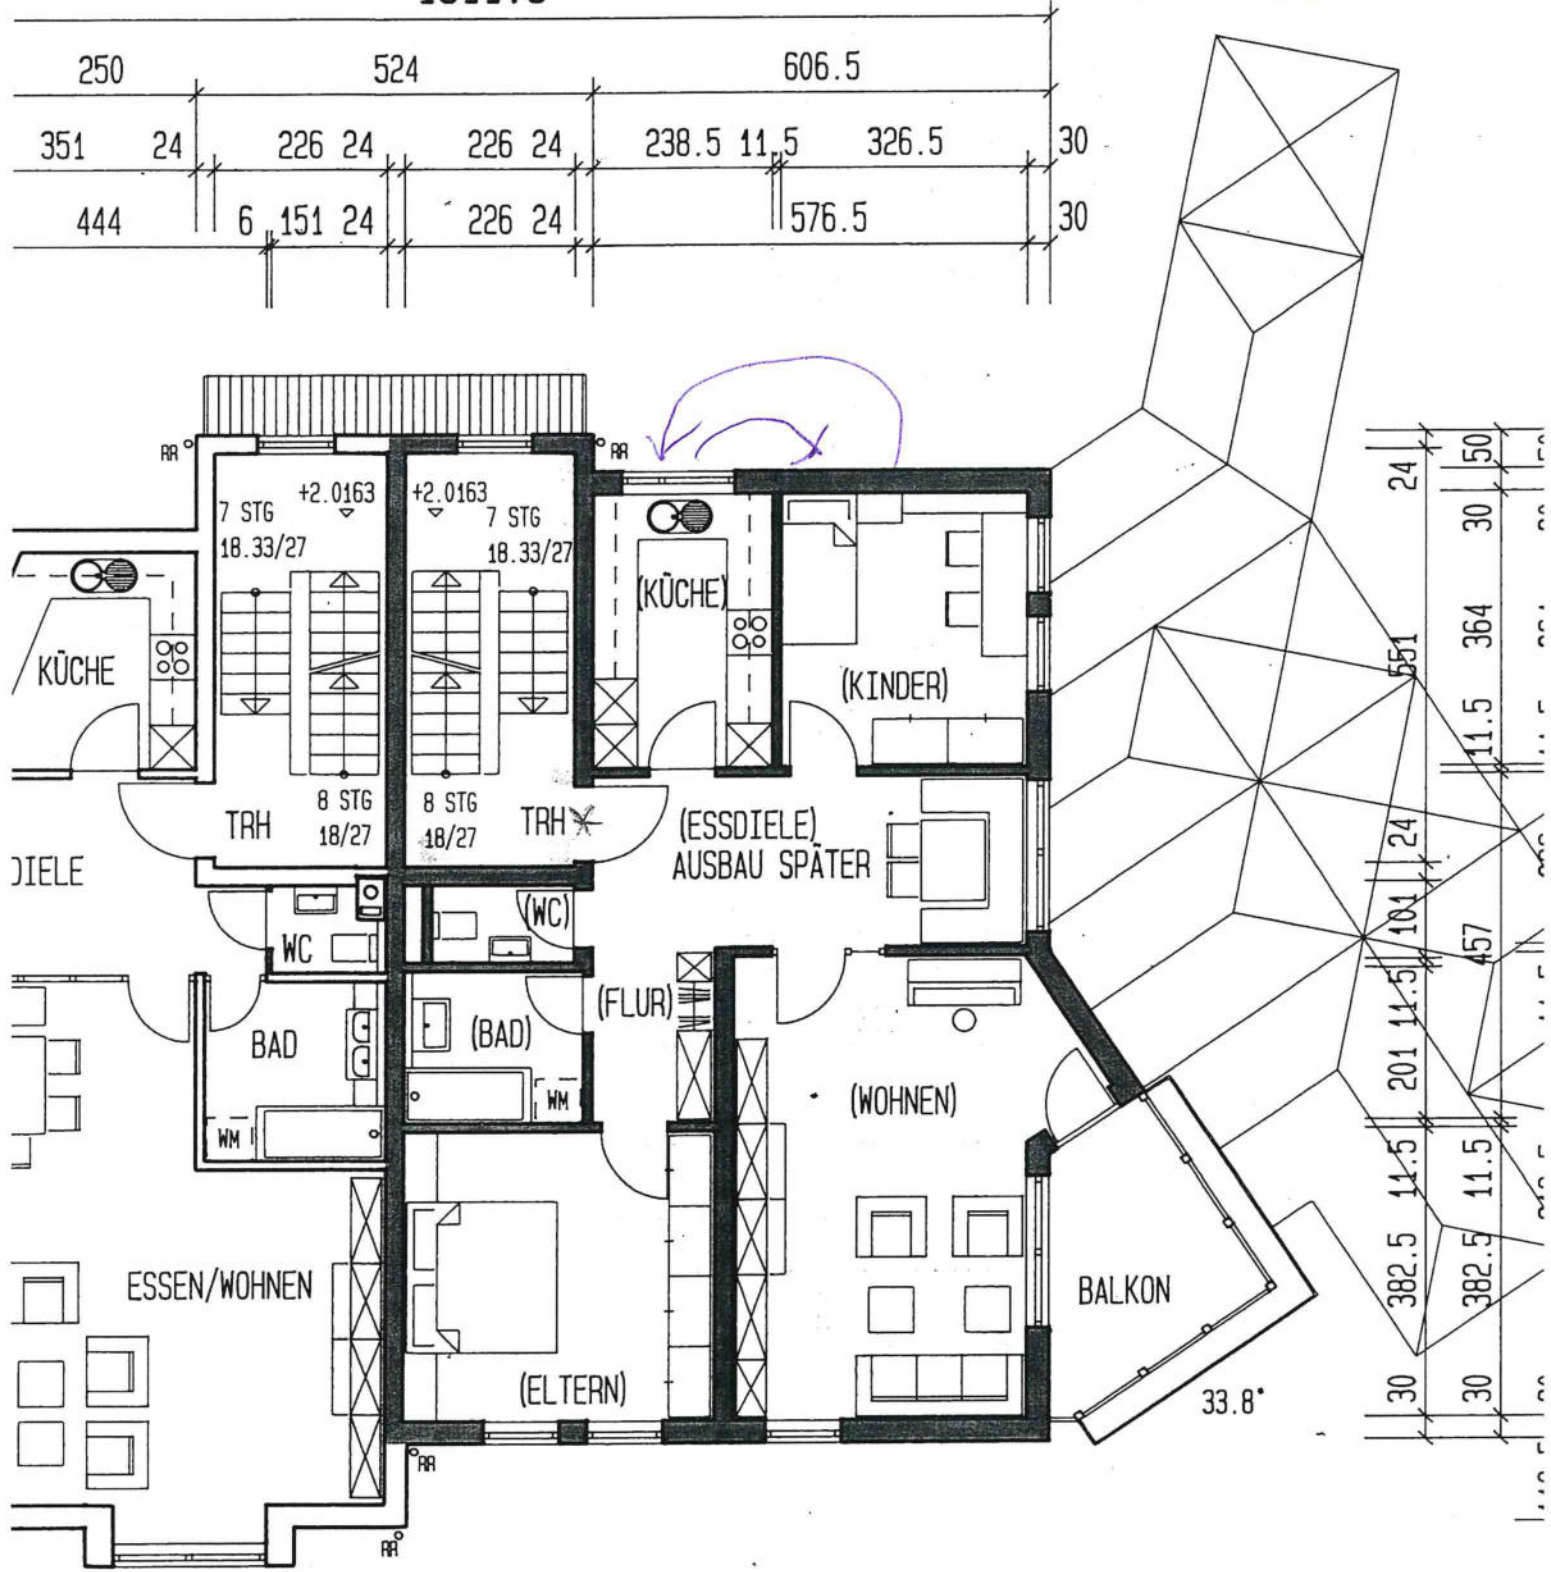 250 524 606.5
351 24 226 24 226 24 238.5 11.5 326.5 30
444 6 151 24 226 24 576.5 30
RR
RR
7 STG
18.33/27
+2.0163
+2.0163
7 STG
18.33/27
KÜCHE
(KÜCHE)
(KINDER)
TRH
8 STG
18/27
8 STG
18/27
TRH
(ESSDIELE)
AUSBAU SPÄTER
DIELE
WC
(WC)
BAD
(BAD)
(FLUR)
WM
WM
(WOHNEN)
ESSEN/WOHNEN
(ELTERN)
BALKON
33.8°
RR
RR
24
551
24
101
11.5
201
11.5
382.5
30
50
30
364
11.5
457
11.5
382.5
30